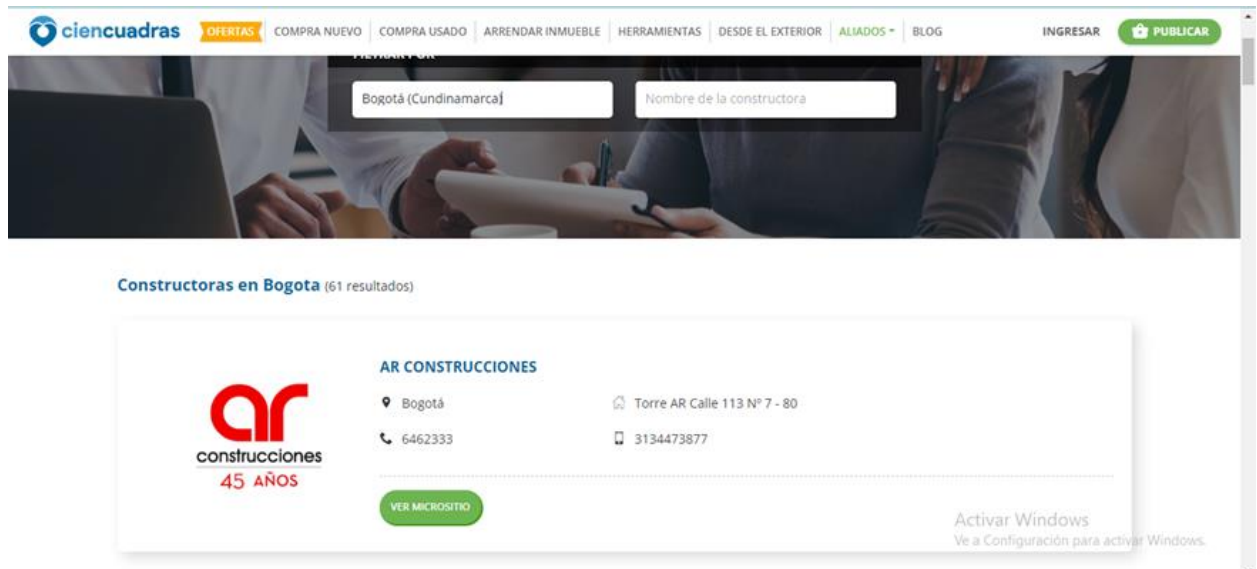 ciencuadras OFERTAS COMPRA NUEVO COMPRA USADO ARRENDAR INMUEBLE HERRAMIENTAS DESDE EL EXTERIOR ALIADOS BLOG INGRESAR PUBLICAR
FILTRAR POR
Bogotá (Cundinamarca) Nombre de la constructora
Constructoras en Bogota (61 resultados)
ar
construcciones
45 AÑOS
AR CONSTRUCCIONES
Bogotá Torre AR Calle 113 Nº 7 - 80
6462333 3134473877
VER MICROSITIO
Activar Windows
Ve a Configuración para activar Windows.